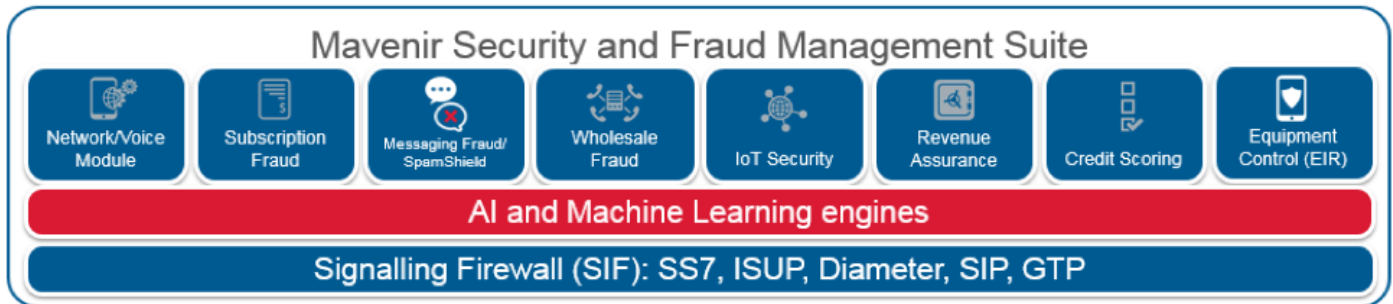 Mavenir Security and Fraud Management Suite
Network/Voice
Module
Subscription
Fraud
Messaging Fraud/
SpamShield
Wholesale
Fraud
IoT Security
Revenue
Assurance
Credit Scoring
Equipment
Control (EIR)
AI and Machine Learning engines
Signalling Firewall (SIF): SS7, ISUP, Diameter, SIP, GTP